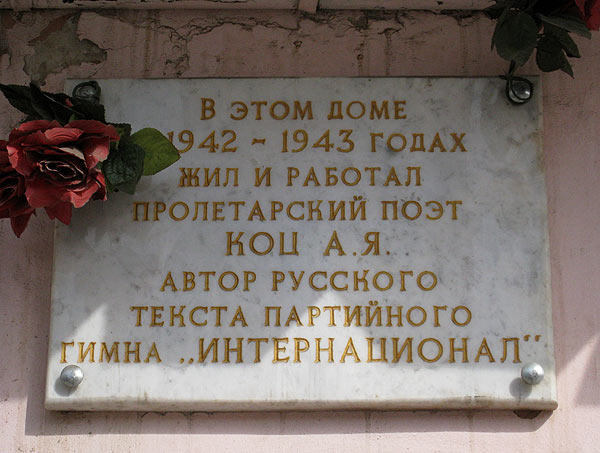 В ЭТОМ ДОМЕ
1942 - 1943 ГОДАХ
ЖИЛ И РАБОТАЛ
ПРОЛЕТАРСКИЙ ПОЭТ
КОЦ А.Я.
АВТОР РУССКОГО
ТЕКСТА ПАРТИЙНОГО
ГИМНА „ИНТЕРНАЦИОНАЛ“